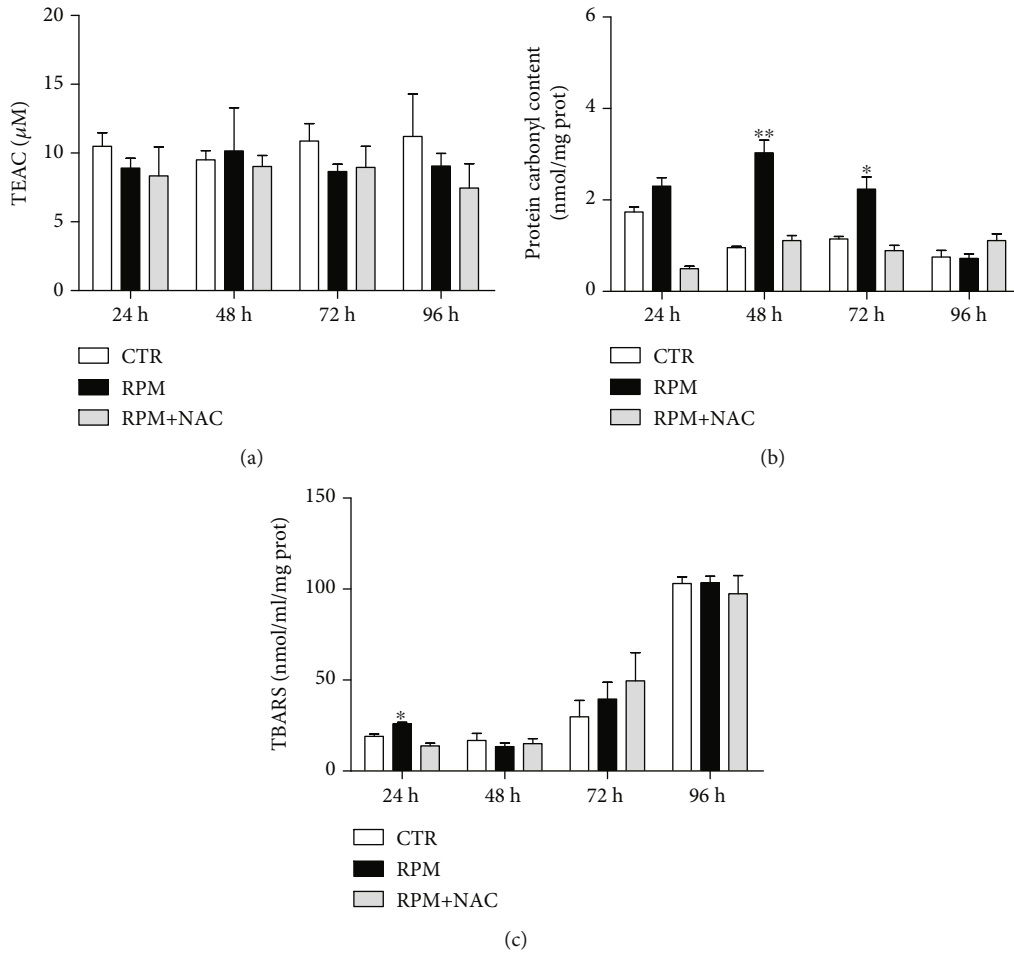 20
15
10
5
0
TEAC (μM)
24 h 48 h 72 h 96 h
CTR
RPM
RPM+NAC
(a)
6
4
2
0
Protein carbonyl content
(nmol/mg prot)
**
*
24 h 48 h 72 h 96 h
CTR
RPM
RPM+NAC
(b)
150
100
50
0
TBARS (nmol/ml/mg prot)
*
24 h 48 h 72 h 96 h
CTR
RPM
RPM+NAC
(c)